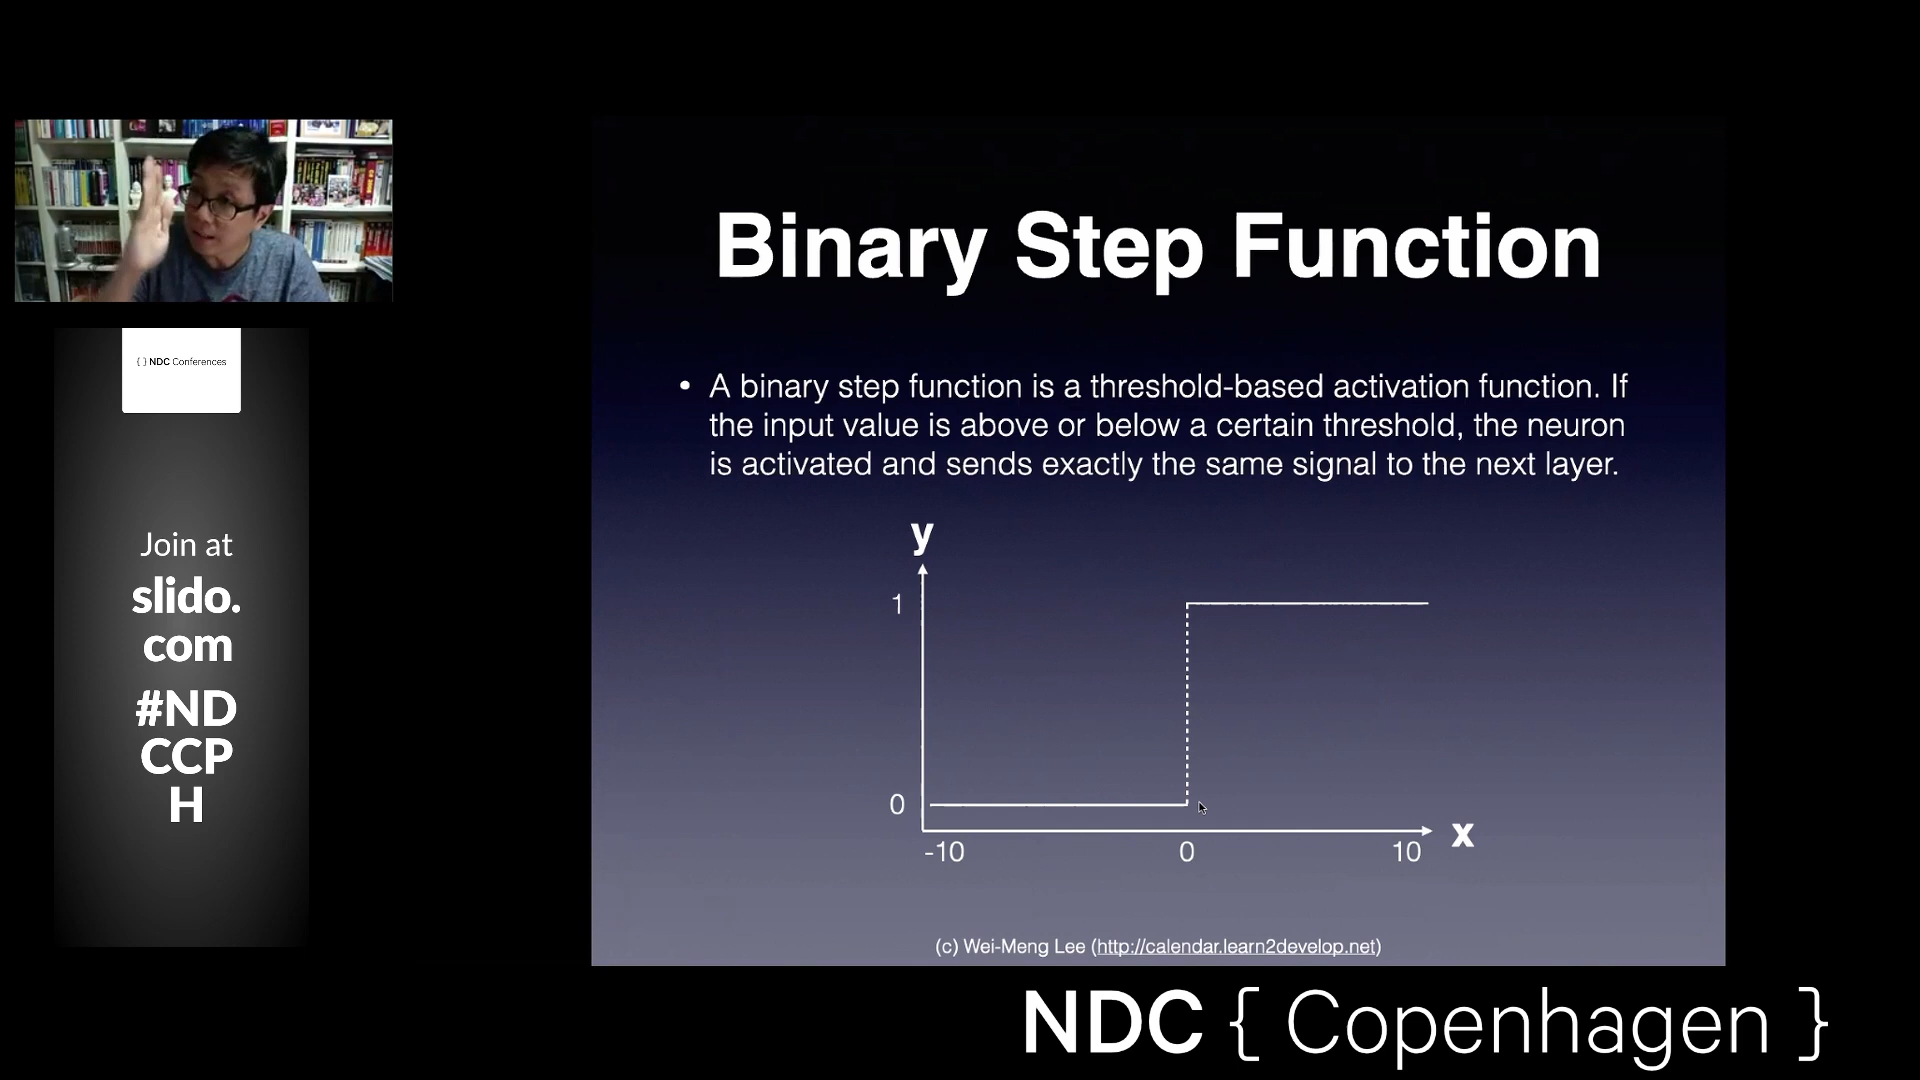 { } NDC Conferences
Join at
slido.
com
#ND
CCP
H
Binary Step Function
• A binary step function is a threshold-based activation function. If
the input value is above or below a certain threshold, the neuron
is activated and sends exactly the same signal to the next layer.
y
1
0
-10
0
10
x
(c) Wei-Meng Lee (http://calendar.learn2develop.net)
NDC { Copenhagen }